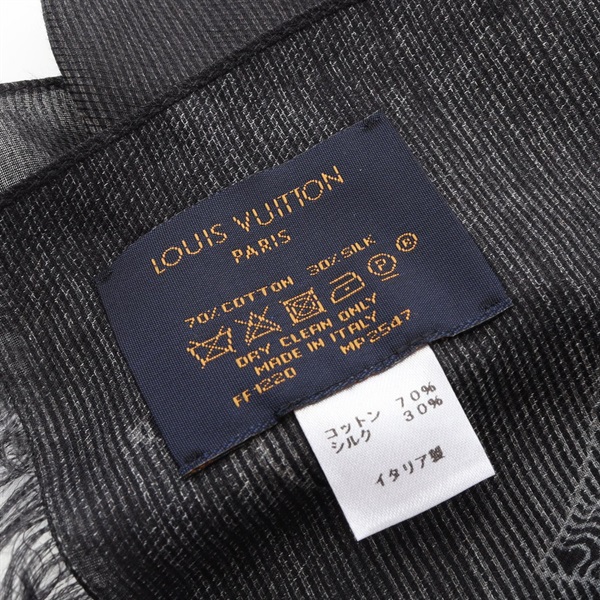 LOUIS VUITTON
PARIS
70% COTTON 30% SILK
P
DRY CLEAN ONLY
MADE IN ITALY
FF1220 MP2547
コットン 70%
シルク 30%
イタリア製